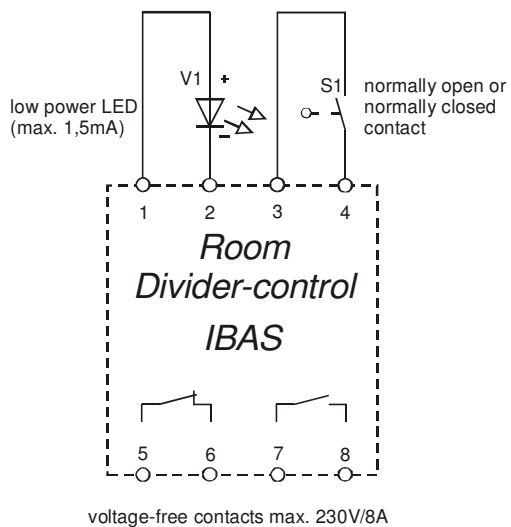 V1 +
-
low power LED
(max. 1,5mA)
S1
normally open or
normally closed
contact
1 2 3 4
Room
Divider-control
IBAS
5 6 7 8
voltage-free contacts max. 230V/8A